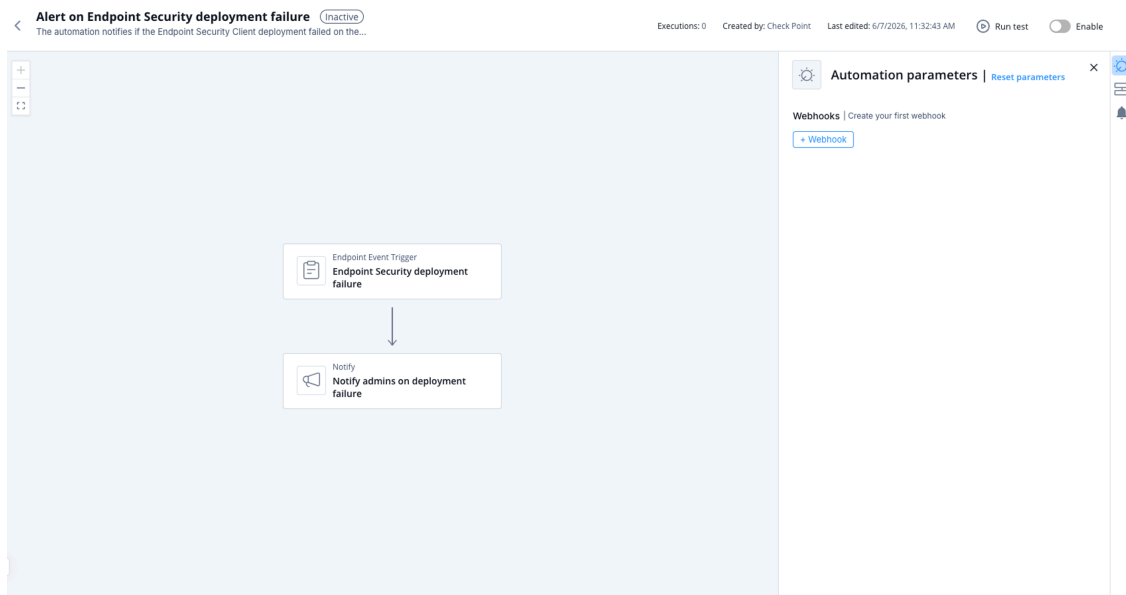 Alert on Endpoint Security deployment failure Inactive
The automation notifies if the Endpoint Security Client deployment failed on the...
Executions: 0 Created by: Check Point Last edited: 6/7/2026, 11:32:43 AM Run test Enable
Automation parameters | Reset parameters
Webhooks | Create your first webhook
+ Webhook
Endpoint Event Trigger
Endpoint Security deployment
failure
Notify
Notify admins on deployment
failure